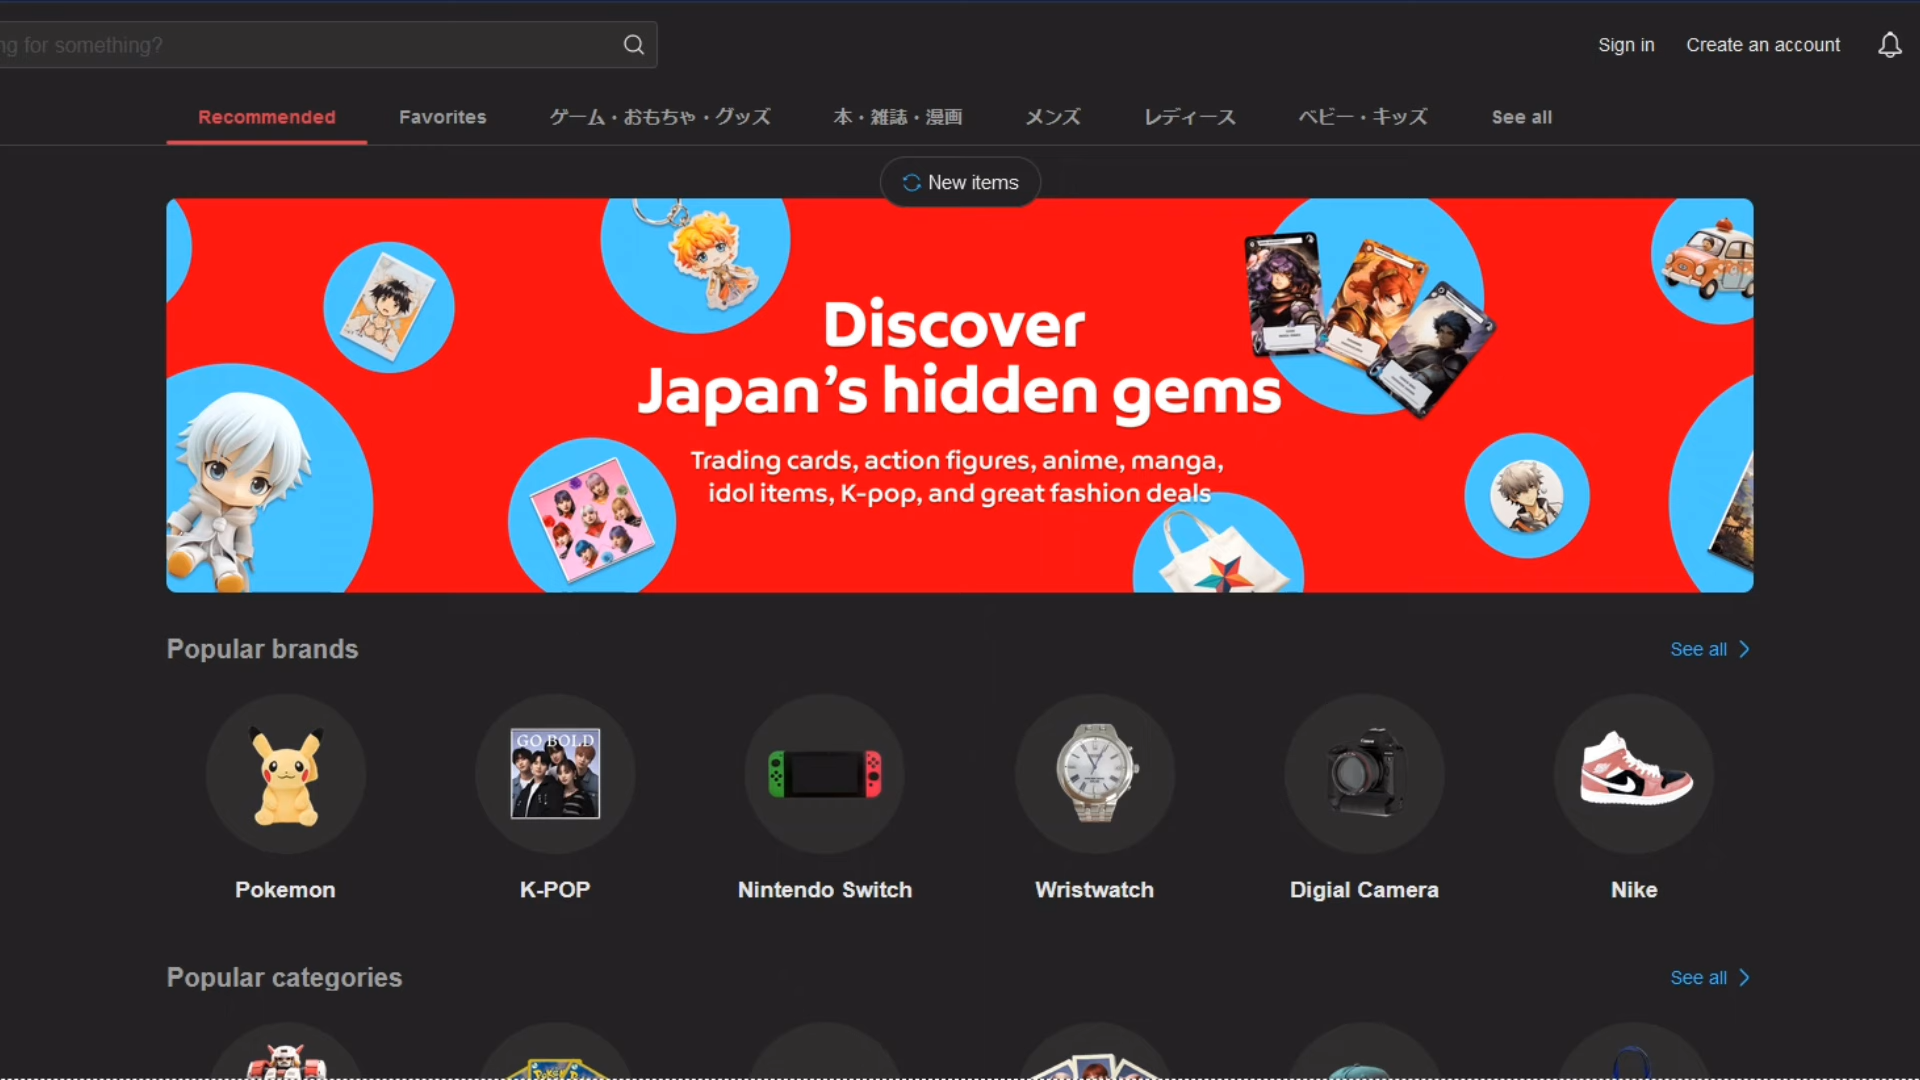 ng for something?
Sign in
Create an account
Recommended
Favorites
ゲーム・おもちゃ・グッズ
本・雑誌・漫画
メンズ
レディース
ベビー・キッズ
See all
New items
Discover
Japan’s hidden gems
Trading cards, action figures, anime, manga,
idol items, K-pop, and great fashion deals
Popular brands
See all
GO BOLD
Canon
Pokemon
K-POP
Nintendo Switch
Wristwatch
Digial Camera
Nike
Popular categories
See all